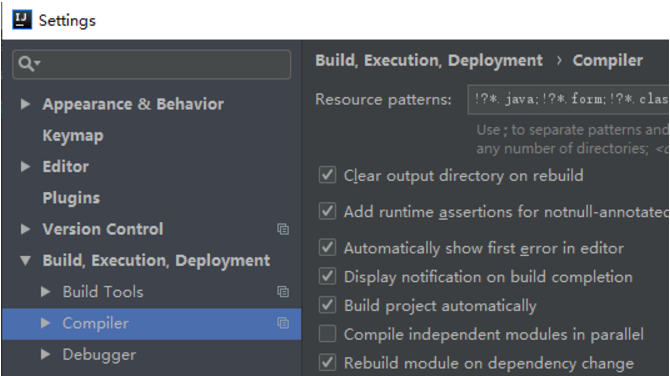 IJ Settings
Build, Execution, Deployment › Compiler
Appearance & Behavior
Keymap
Editor
Plugins
Version Control
Build, Execution, Deployment
Build Tools
Compiler
Debugger
Resource patterns: !?*.java;!?*.form;!?*.clas
Use ; to separate patterns and
any number of directories;
Clear output directory on rebuild
Add runtime assertions for notnull-annotated
Automatically show first error in editor
Display notification on build completion
Build project automatically
Compile independent modules in parallel
Rebuild module on dependency change